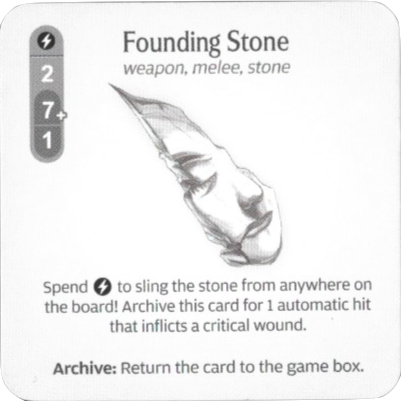 Founding Stone
weapon, melee, stone
2
7+
1
Spend ⚡ to sling the stone from anywhere on
the board! Archive this card for 1 automatic hit
that inflicts a critical wound.
Archive: Return the card to the game box.